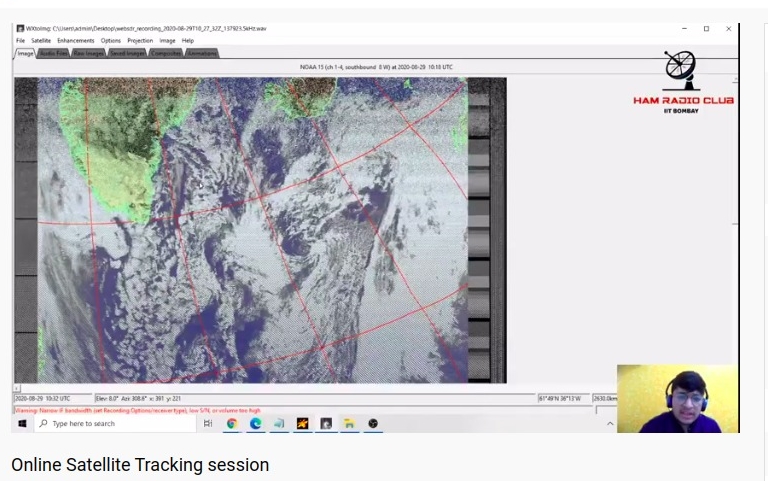 WXtoImg: C:\Users\admin\Desktop\websdr_recording_2020-08-29T10_27_32Z_137923.5kHz.wav
File Satellite Enhancements Options Projection Image Help
Image Audio Files Raw Images Saved Images Composites Animations
NOAA 15 (ch 1-4, southbound 8 W) at 2020-08-29 10:18 UTC
HAM RADIO CLUB
IIT BOMBAY
2020-08-29 10:32 UTC Elev: 0.0° Azi: 308.6° x: 391 y: 221 61°49'N 36°13'W 2630.0km
Warning: Narrow IF bandwidth (set Recording Options/receiver type), low S/N, or volume too high
Type here to search
Online Satellite Tracking session